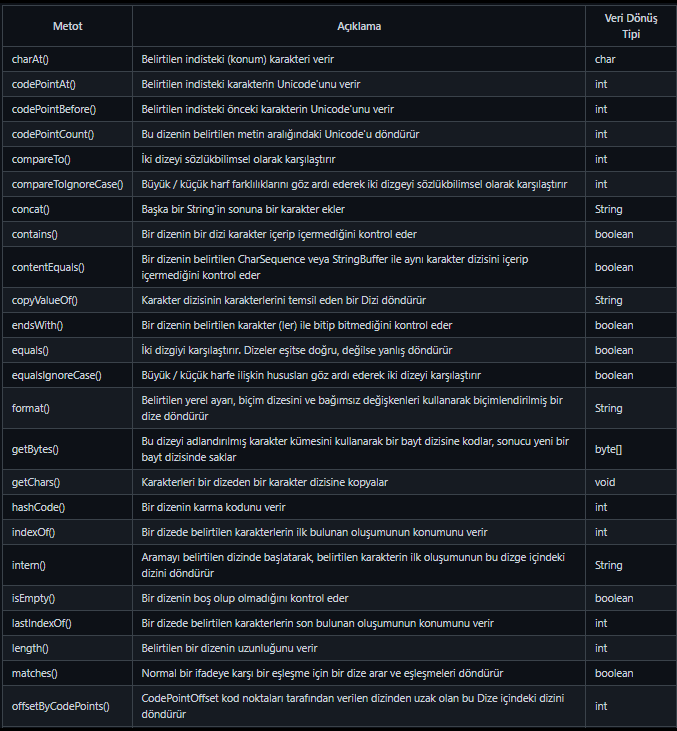 Metot Açıklama Veri Dönüş
Tipi
charAt() Belirtilen indisteki (konum) karakteri verir char
codePointAt() Belirtilen indisteki karakterin Unicode'unu verir int
codePointBefore() Belirtilen indisteki önceki karakterin Unicode'unu verir int
codePointCount() Bu dizenin belirtilen metin aralığındaki Unicode'u döndürür int
compareTo() İki dizeyi sözlükbilimsel olarak karşılaştırır int
compareToIgnoreCase() Büyük / küçük harf farklılıklarını göz ardı ederek iki dizgeyi sözlükbilimsel olarak karşılaştırır int
concat() Başka bir String'in sonuna bir karakter ekler String
contains() Bir dizenin bir dizi karakter içerip içermediğini kontrol eder boolean
contentEquals() Bir dizenin belirtilen CharSequence veya StringBuffer ile aynı karakter dizisini içerip
içermediğini kontrol eder boolean
copyValueOf() Karakter dizisinin karakterlerini temsil eden bir Dizi döndürür String
endsWith() Bir dizenin belirtilen karakter (ler) ile bitip bitmediğini kontrol eder boolean
equals() İki dizgiyi karşılaştırır. Dizeler eşitse doğru, değilse yanlış döndürür boolean
equalsIgnoreCase() Büyük / küçük harfe ilişkin hususları göz ardı ederek iki dizeyi karşılaştırır boolean
format() Belirtilen yerel ayarı, biçim dizesini ve bağımsız değişkenleri kullanarak biçimlendirilmiş bir
dize döndürür String
getBytes() Bu dizeyi adlandırılmış karakter kümesini kullanarak bir bayt dizisine kodlar, sonucu yeni bir
bayt dizisinde saklar byte[]
getChars() Karakterleri bir dizeden bir karakter dizisine kopyalar void
hashCode() Bir dizenin karma kodunu verir int
indexOf() Bir dizede belirtilen karakterlerin ilk bulunan oluşumunun konumunu verir int
intern() Aramayı belirtilen dizinde başlatarak, belirtilen karakterin ilk oluşumunun bu dizge içindeki
dizini döndürür String
isEmpty() Bir dizenin boş olup olmadığını kontrol eder boolean
lastIndexOf() Bir dizede belirtilen karakterlerin son bulunan oluşumunun konumunu verir int
length() Belirtilen bir dizenin uzunluğunu verir int
matches() Normal bir ifadeye karşı bir eşleşme için bir dize arar ve eşleşmeleri döndürür boolean
offsetByCodePoints() CodePointOffset kod noktaları tarafından verilen dizinden uzak olan bu Dize içindeki dizini
döndürür int